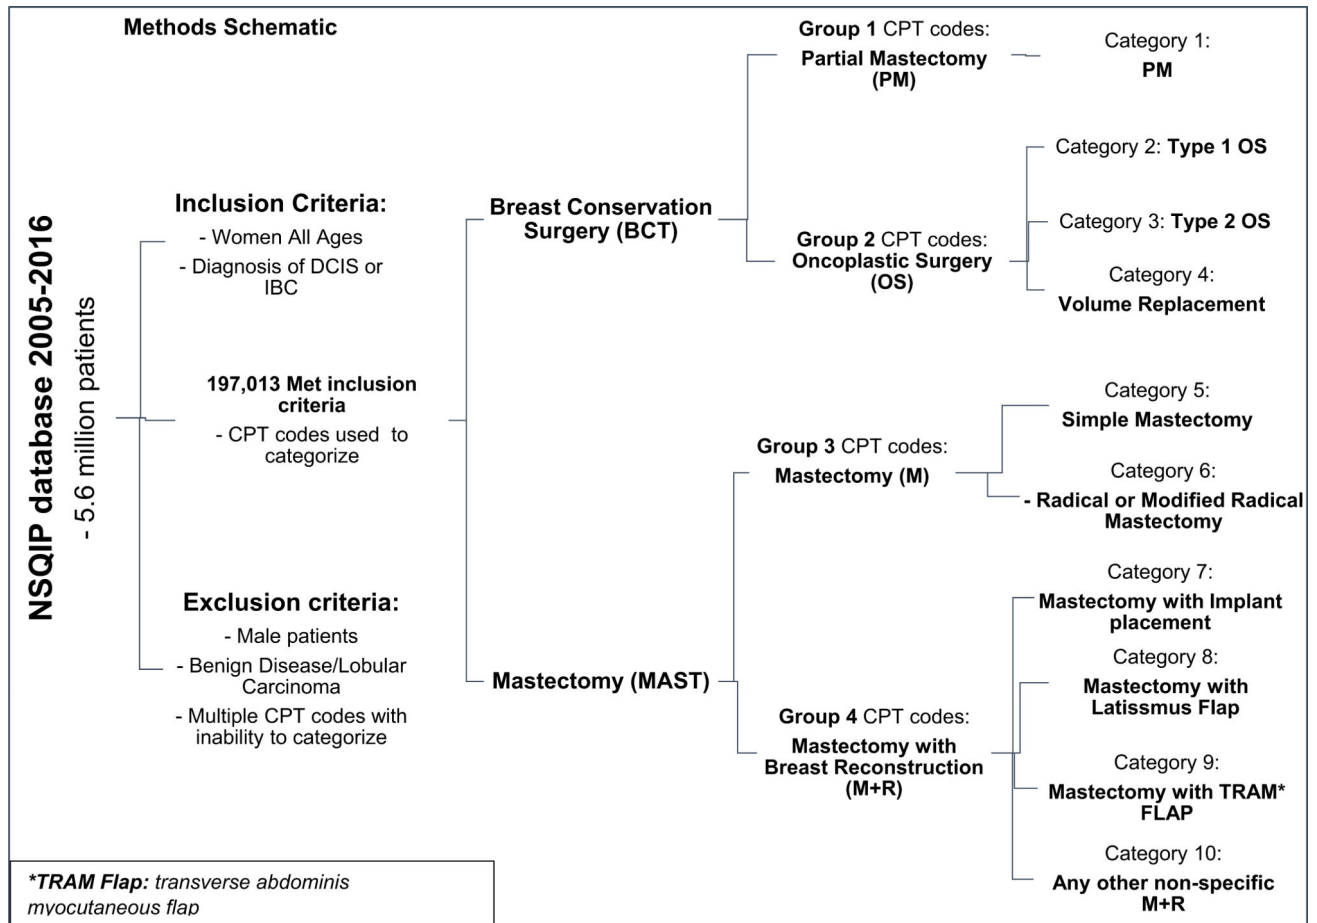 Methods Schematic
NSQIP database 2005-2016
- 5.6 million patients
Inclusion Criteria:
- Women All Ages
- Diagnosis of DCIS or
IBC
197,013 Met inclusion
criteria
- CPT codes used to
categorize
Exclusion criteria:
- Male patients
- Benign Disease/Lobular
Carcinoma
- Multiple CPT codes with
inability to categorize
Breast Conservation
Surgery (BCT)
Mastectomy (MAST)
Group 1 CPT codes:
Partial Mastectomy
(PM)
Group 2 CPT codes:
Oncoplastic Surgery
(OS)
Group 3 CPT codes:
Mastectomy (M)
Group 4 CPT codes:
Mastectomy with
Breast Reconstruction
(M+R)
Category 1:
PM
Category 2: Type 1 OS
Category 3: Type 2 OS
Category 4:
Volume Replacement
Category 5:
Simple Mastectomy
Category 6:
- Radical or Modified Radical
Mastectomy
Category 7:
Mastectomy with Implant
placement
Category 8:
Mastectomy with
Latissmus Flap
Category 9:
Mastectomy with TRAM*
FLAP
Category 10:
Any other non-specific
M+R
*TRAM Flap: transverse abdominis
myocutaneous flap